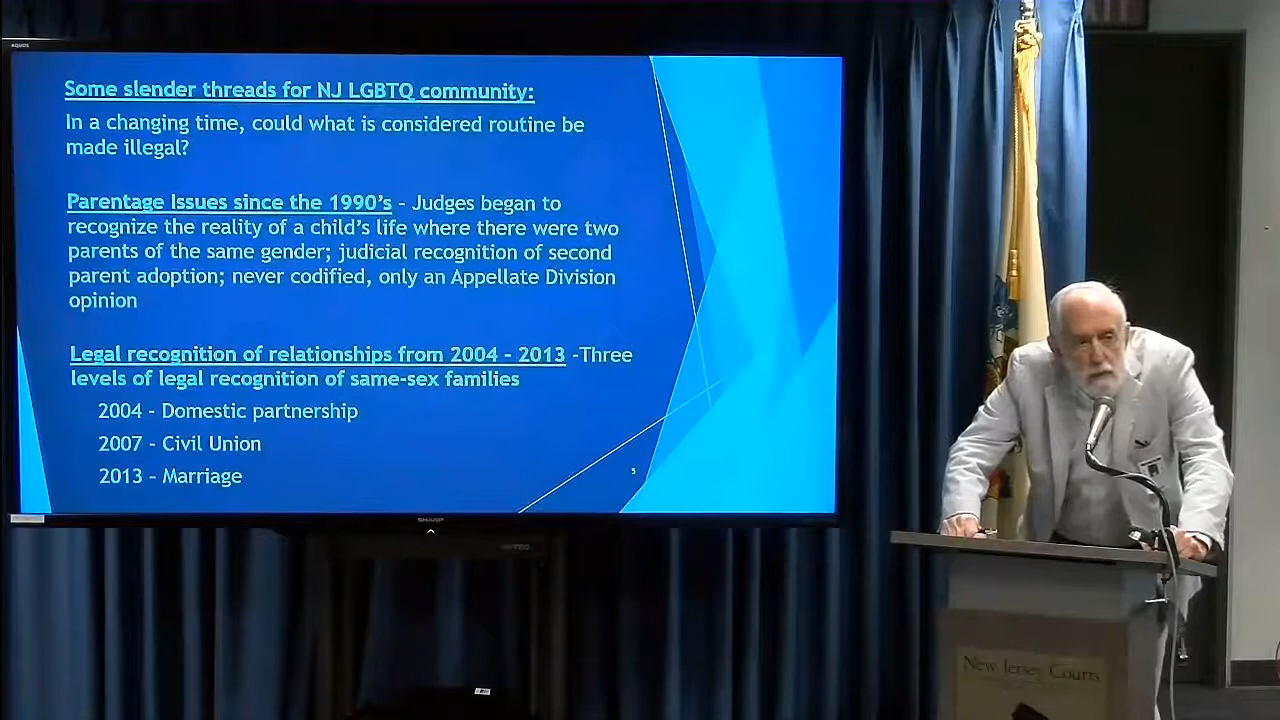 AQUOS
Some slender threads for NJ LGBTQ community:
In a changing time, could what is considered routine be
made illegal?
Parentage Issues since the 1990's – Judges began to
recognize the reality of a child's life where there were two
parents of the same gender; judicial recognition of second
parent adoption; never codified, only an Appellate Division
opinion
Legal recognition of relationships from 2004 – 2013 -Three
levels of legal recognition of same-sex families
2004 – Domestic partnership
2007 – Civil Union
2013 – Marriage
5
SHARP
New Jersey Courts